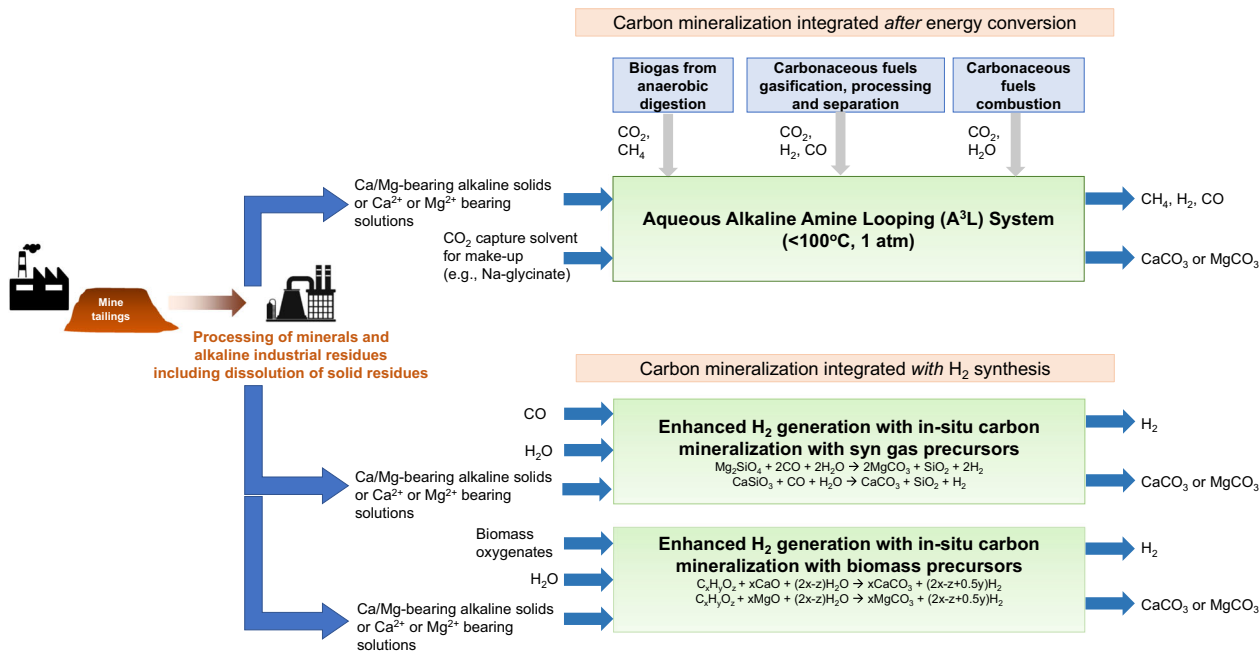 Carbon mineralization integrated after energy conversion
Biogas from
anaerobic
digestion
Carbonaceous fuels
gasification, processing
and separation
Carbonaceous
fuels
combustion
CO₂,
CH₄
CO₂,
H₂, CO
CO₂,
H₂O
Ca/Mg-bearing alkaline solids
or Ca²⁺ or Mg²⁺ bearing
solutions
CO₂ capture solvent
for make-up
(e.g., Na-glycinate)
Aqueous Alkaline Amine Looping (A³L) System
(<100°C, 1 atm)
CH₄, H₂, CO
CaCO₃ or MgCO₃
Mine
tailings
Processing of minerals and
alkaline industrial residues
including dissolution of solid residues
Carbon mineralization integrated with H₂ synthesis
CO
H₂O
Ca/Mg-bearing alkaline solids
or Ca²⁺ or Mg²⁺ bearing
solutions
Enhanced H₂ generation with in-situ carbon
mineralization with syn gas precursors
Mg₂SiO₄ + 2CO + 2H₂O → 2MgCO₃ + SiO₂ + 2H₂
CaSiO₃ + CO + H₂O → CaCO₃ + SiO₂ + H₂
H₂
CaCO₃ or MgCO₃
Biomass
oxygenates
H₂O
Ca/Mg-bearing alkaline solids
or Ca²⁺ or Mg²⁺ bearing
solutions
Enhanced H₂ generation with in-situ carbon
mineralization with biomass precursors
CₓHᵧO_z + xCaO + (2x-z)H₂O → xCaCO₃ + (2x-z+0.5y)H₂
CₓHᵧO_z + xMgO + (2x-z)H₂O → xMgCO₃ + (2x-z+0.5y)H₂
H₂
CaCO₃ or MgCO₃